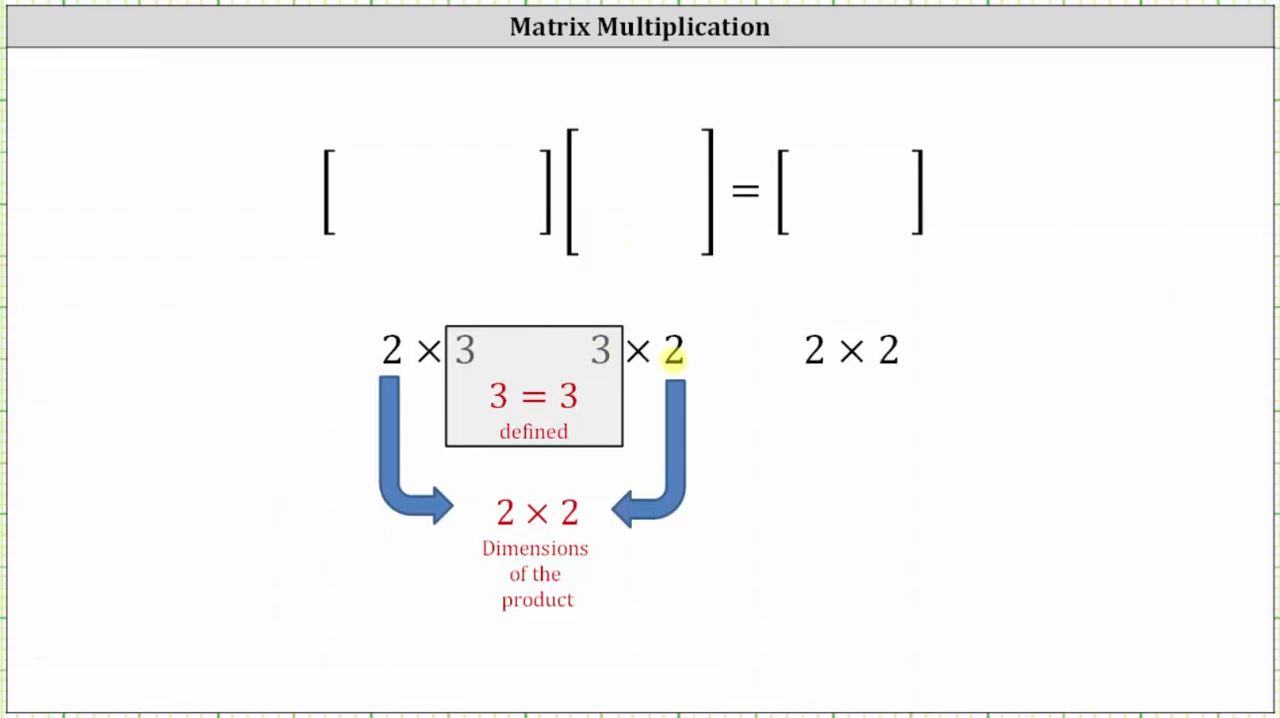 Matrix Multiplication
[ ] [ ] = [ ]
2 × 3 3 × 2 2 × 2
3 = 3
defined
2 × 2
Dimensions
of the
product